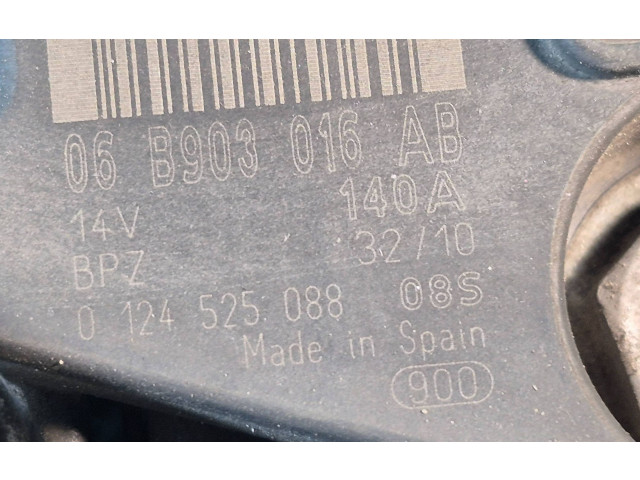 06 B903 016 AB
14V 140A
BPZ 32/10
0 124 525 088 08S
Made in Spain
900